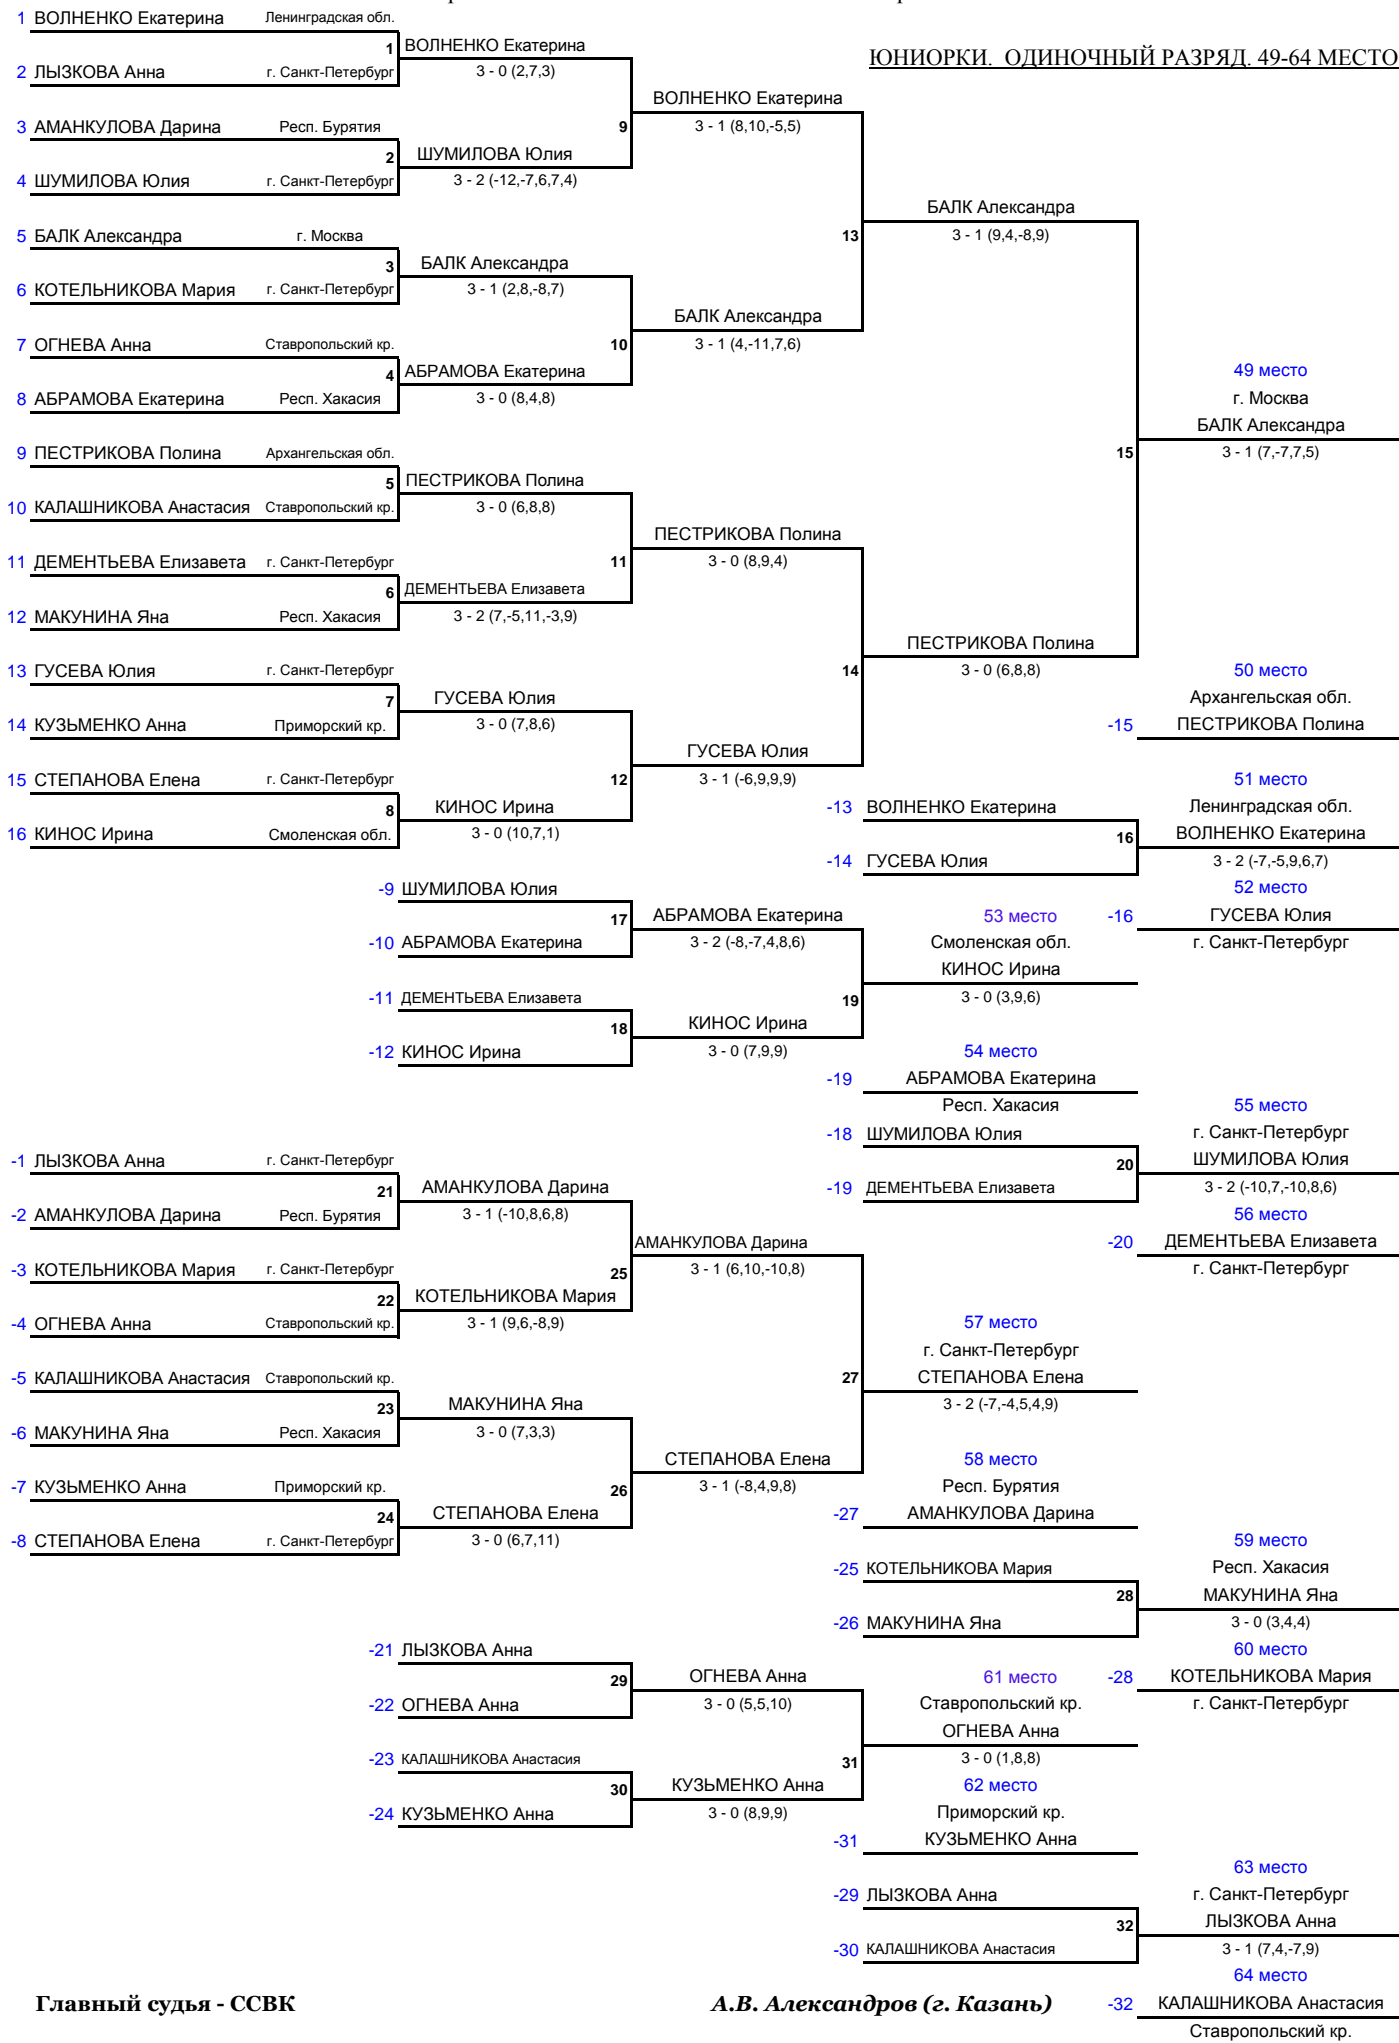 ЮНИОРКИ. ОДИНОЧНЫЙ РАЗРЯД. 49-64 МЕСТО
1 ВОЛНЕНКО Екатерина Ленинградская обл.
1 ВОЛНЕНКО Екатерина
2 ЛЫЗКОВА Анна г. Санкт-Петербург 3 - 0 (2,7,3)
ВОЛНЕНКО Екатерина
3 АМАНКУЛОВА Дарина Респ. Бурятия 9 3 - 1 (8,10,-5,5)
2 ШУМИЛОВА Юлия
4 ШУМИЛОВА Юлия г. Санкт-Петербург 3 - 2 (-12,-7,6,7,4)
БАЛК Александра
5 БАЛК Александра г. Москва 13 3 - 1 (9,4,-8,9)
3 БАЛК Александра
6 КОТЕЛЬНИКОВА Мария г. Санкт-Петербург 3 - 1 (2,8,-8,7)
БАЛК Александра
7 ОГНЕВА Анна Ставропольский кр. 10 3 - 1 (4,-11,7,6)
4 АБРАМОВА Екатерина 49 место
8 АБРАМОВА Екатерина Респ. Хакасия 3 - 0 (8,4,8) г. Москва
БАЛК Александра
9 ПЕСТРИКОВА Полина Архангельская обл. 15 3 - 1 (7,-7,7,5)
5 ПЕСТРИКОВА Полина
10 КАЛАШНИКОВА Анастасия Ставропольский кр. 3 - 0 (6,8,8)
ПЕСТРИКОВА Полина
11 ДЕМЕНТЬЕВА Елизавета г. Санкт-Петербург 11 3 - 0 (8,9,4)
6 ДЕМЕНТЬЕВА Елизавета
12 МАКУНИНА Яна Респ. Хакасия 3 - 2 (7,-5,11,-3,9)
ПЕСТРИКОВА Полина
13 ГУСЕВА Юлия г. Санкт-Петербург 14 3 - 0 (6,8,8) 50 место
7 ГУСЕВА Юлия Архангельская обл.
14 КУЗЬМЕНКО Анна Приморский кр. 3 - 0 (7,8,6) -15 ПЕСТРИКОВА Полина
ГУСЕВА Юлия
15 СТЕПАНОВА Елена г. Санкт-Петербург 12 3 - 1 (-6,9,9,9) 51 место
8 КИНОС Ирина -13 ВОЛНЕНКО Екатерина Ленинградская обл.
16 КИНОС Ирина Смоленская обл. 3 - 0 (10,7,1) 16 ВОЛНЕНКО Екатерина
-14 ГУСЕВА Юлия 3 - 2 (-7,-5,9,6,7)
-9 ШУМИЛОВА Юлия 52 место
17 АБРАМОВА Екатерина 53 место -16 ГУСЕВА Юлия
-10 АБРАМОВА Екатерина 3 - 2 (-8,-7,4,8,6) Смоленская обл. г. Санкт-Петербург
КИНОС Ирина
-11 ДЕМЕНТЬЕВА Елизавета 19 3 - 0 (3,9,6)
18 КИНОС Ирина
-12 КИНОС Ирина 3 - 0 (7,9,9) 54 место
-19 АБРАМОВА Екатерина
Респ. Хакасия 55 место
-18 ШУМИЛОВА Юлия г. Санкт-Петербург
-1 ЛЫЗКОВА Анна г. Санкт-Петербург 20 ШУМИЛОВА Юлия
21 АМАНКУЛОВА Дарина -19 ДЕМЕНТЬЕВА Елизавета 3 - 2 (-10,7,-10,8,6)
-2 АМАНКУЛОВА Дарина Респ. Бурятия 3 - 1 (-10,8,6,8) 56 место
АМАНКУЛОВА Дарина -20 ДЕМЕНТЬЕВА Елизавета
-3 КОТЕЛЬНИКОВА Мария г. Санкт-Петербург 25 3 - 1 (6,10,-10,8) г. Санкт-Петербург
22 КОТЕЛЬНИКОВА Мария
-4 ОГНЕВА Анна Ставропольский кр. 3 - 1 (9,6,-8,9) 57 место
г. Санкт-Петербург
-5 КАЛАШНИКОВА Анастасия Ставропольский кр. 27 СТЕПАНОВА Елена
23 МАКУНИНА Яна 3 - 2 (-7,-4,5,4,9)
-6 МАКУНИНА Яна Респ. Хакасия 3 - 0 (7,3,3)
СТЕПАНОВА Елена 58 место
-7 КУЗЬМЕНКО Анна Приморский кр. 26 3 - 1 (-8,4,9,8) Респ. Бурятия
24 СТЕПАНОВА Елена -27 АМАНКУЛОВА Дарина
-8 СТЕПАНОВА Елена г. Санкт-Петербург 3 - 0 (6,7,11) 59 место
-25 КОТЕЛЬНИКОВА Мария Респ. Хакасия
28 МАКУНИНА Яна
-26 МАКУНИНА Яна 3 - 0 (3,4,4)
-21 ЛЫЗКОВА Анна 60 место
29 ОГНЕВА Анна 61 место -28 КОТЕЛЬНИКОВА Мария
-22 ОГНЕВА Анна 3 - 0 (5,5,10) Ставропольский кр. г. Санкт-Петербург
ОГНЕВА Анна
-23 КАЛАШНИКОВА Анастасия 31 3 - 0 (1,8,8)
30 КУЗЬМЕНКО Анна 62 место
-24 КУЗЬМЕНКО Анна 3 - 0 (8,9,9) Приморский кр.
-31 КУЗЬМЕНКО Анна
63 место
-29 ЛЫЗКОВА Анна г. Санкт-Петербург
32 ЛЫЗКОВА Анна
-30 КАЛАШНИКОВА Анастасия 3 - 1 (7,4,-7,9)
64 место
Главный судья - ССВК А.В. Александров (г. Казань) -32 КАЛАШНИКОВА Анастасия
Ставропольский кр.